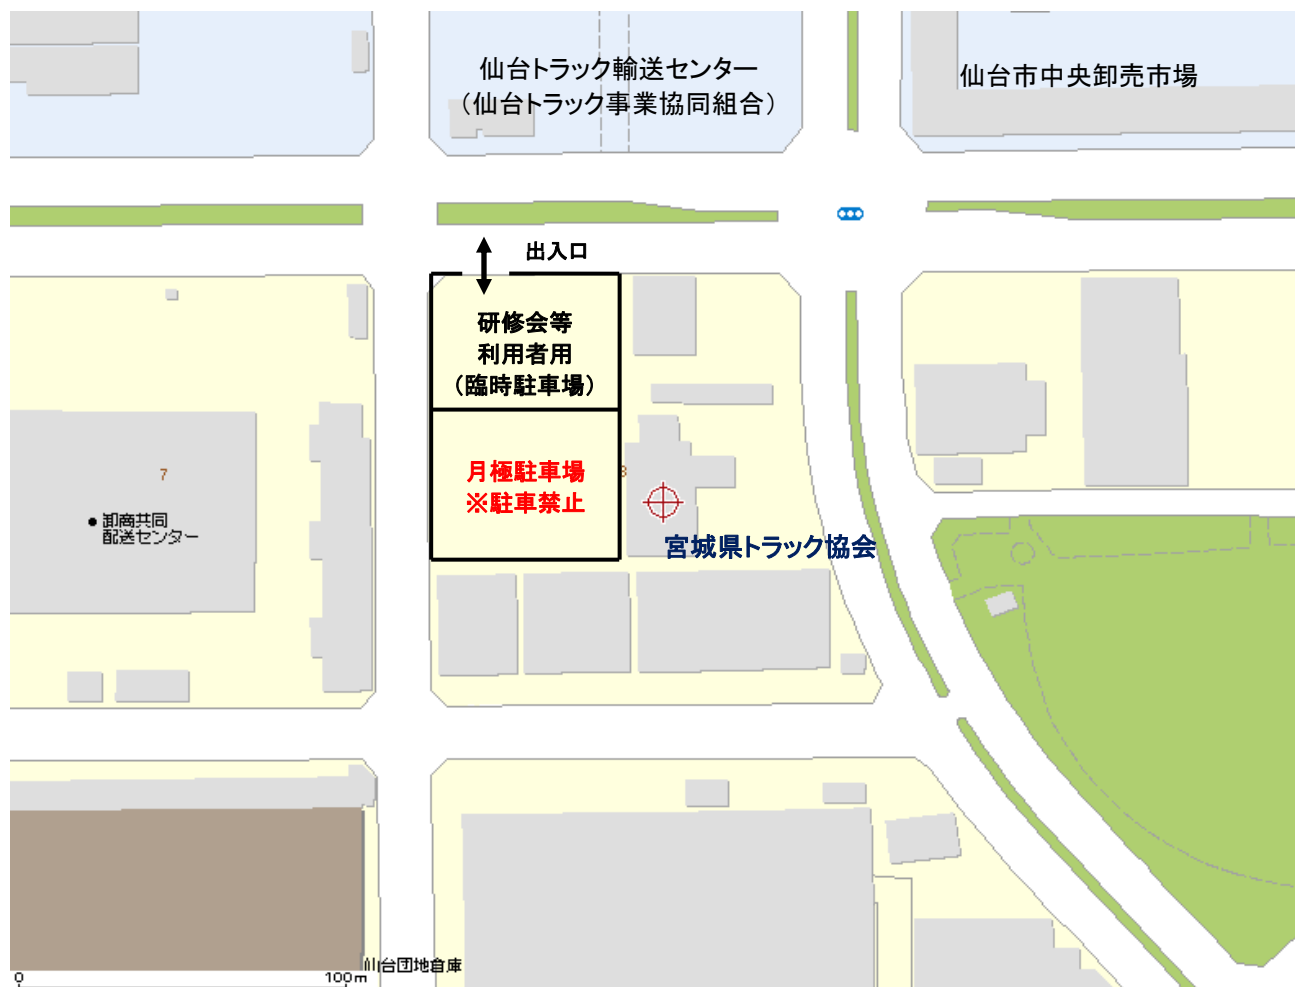 仙台トラック輸送センター
（仙台トラック事業協同組合）
仙台市中央卸売市場
出入口
研修会等
利用者用
（臨時駐車場）
月極駐車場
※駐車禁止
7
3
卸商共同
配送センター
宮城県トラック協会
仙台団地倉庫
0
100m